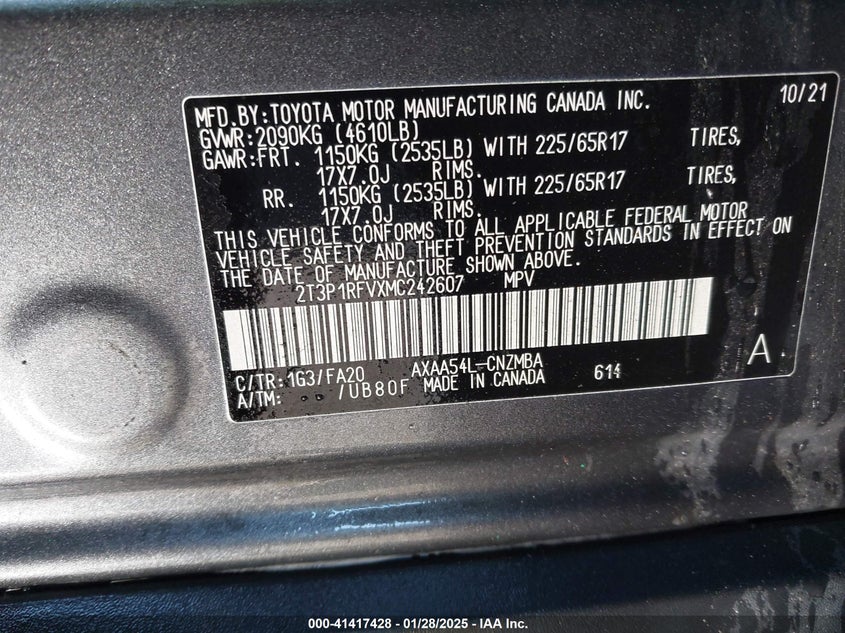 MFD.BY:TOYOTA MOTOR MANUFACTURING CANADA INC. 10/21
GVWR:2090KG (4610LB)
GAWR:FRT. 1150KG (2535LB) WITH 225/65R17 TIRES,
17X7.0J RIMS.
RR. 1150KG (2535LB) WITH 225/65R17 TIRES,
17X7.0J RIMS.
THIS VEHICLE CONFORMS TO ALL APPLICABLE FEDERAL MOTOR
VEHICLE SAFETY AND THEFT PREVENTION STANDARDS IN EFFECT ON
THE DATE OF MANUFACTURE SHOWN ABOVE.
2T3P1RFVXMC242607 MPV
A
C/TR:1G3/FA20 AXAA54L-CNZMBA 614
A/TM: /UB80F MADE IN CANADA
000-41417428 - 01/28/2025 - IAA Inc.